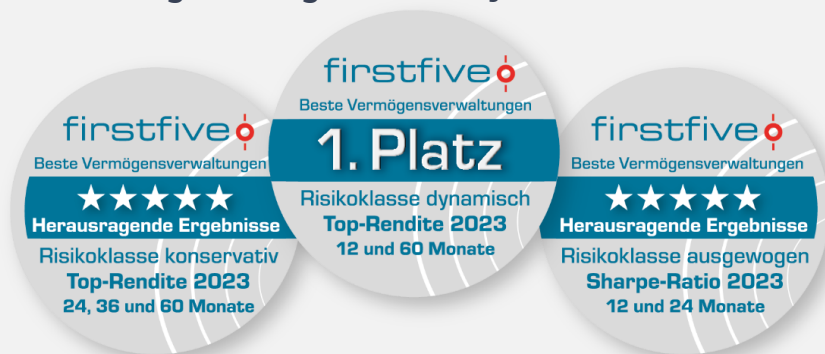 firstfive
Beste Vermögensverwaltungen
Herausragende Ergebnisse
Risikoklasse konservativ
Top-Rendite 2023
24, 36 und 60 Monate
firstfive
Beste Vermögensverwaltungen
1. Platz
Risikoklasse dynamisch
Top-Rendite 2023
12 und 60 Monate
firstfive
Beste Vermögensverwaltungen
Herausragende Ergebnisse
Risikoklasse ausgewogen
Sharpe-Ratio 2023
12 und 24 Monate